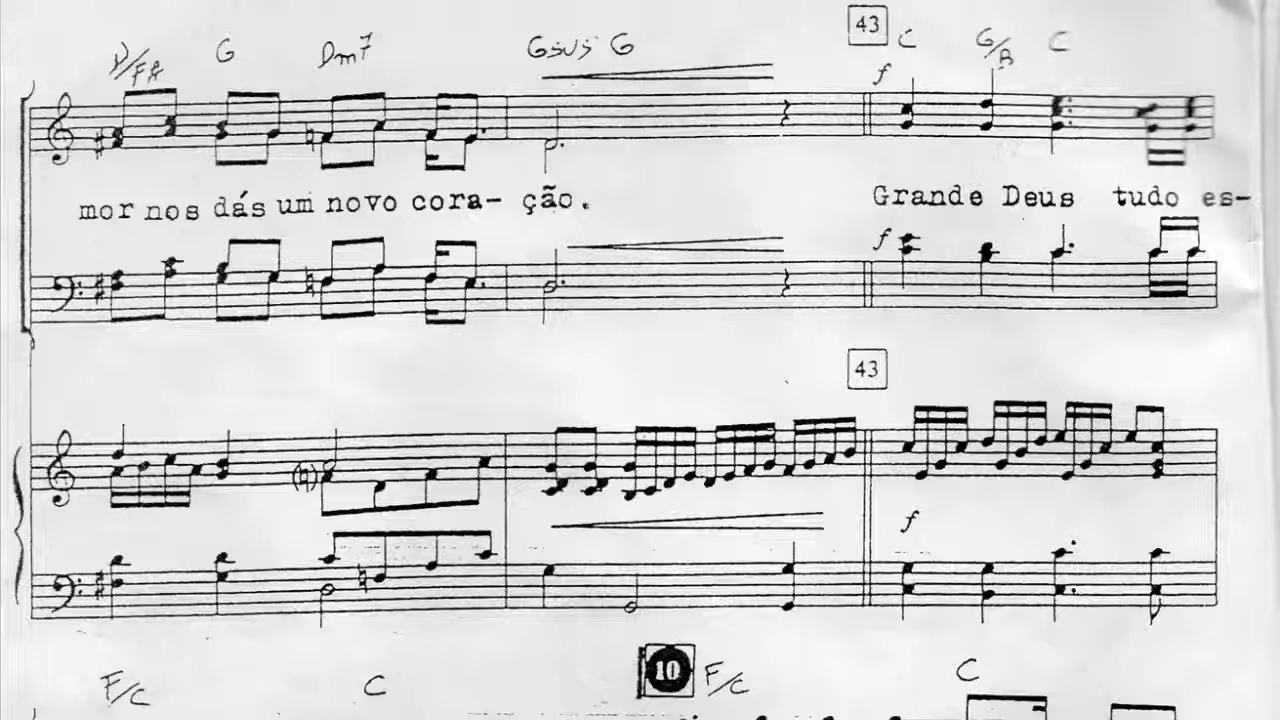 43
D/F# G Dm7 Gsus G C G/B C
f
mor nos dás um novo cora- ção. Grande Deus tudo es-
f
43
f
F/C C 10 F/C C